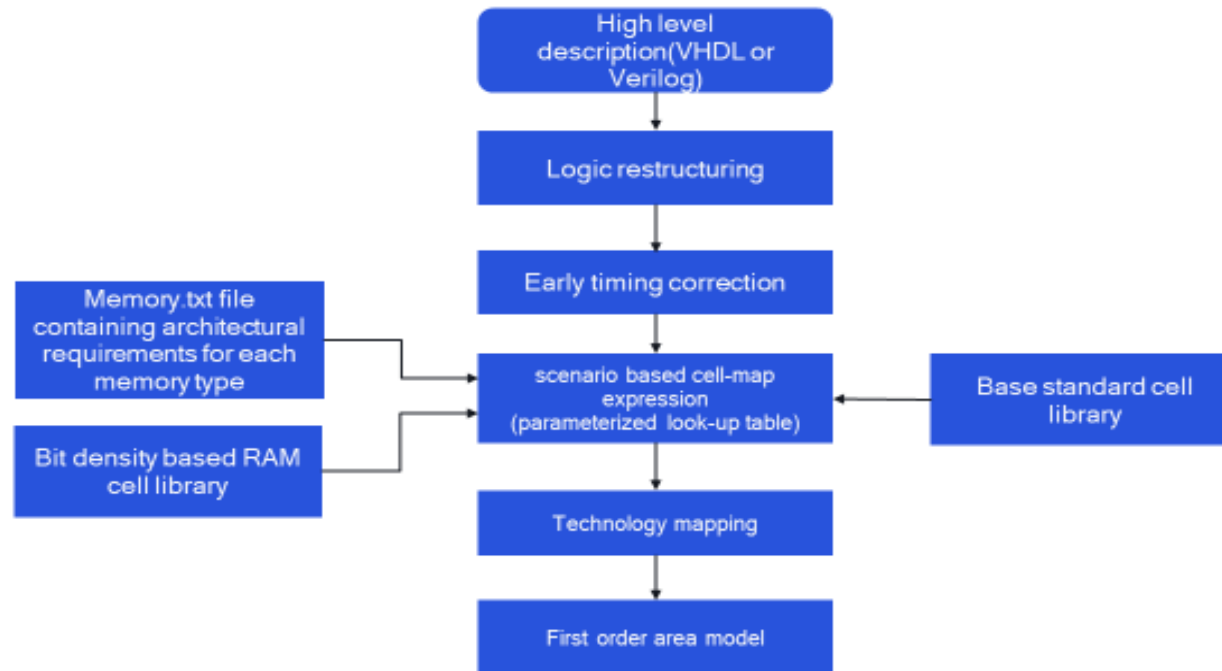 High level
description(VHDL or
Verilog)
Logic restructuring
Early timing correction
Memory.txt file
containing architectural
requirements for each
memory type
scenario based cell-map
expression
(parameterized look-up table)
Base standard cell
library
Bit density based RAM
cell library
Technology mapping
First order area model